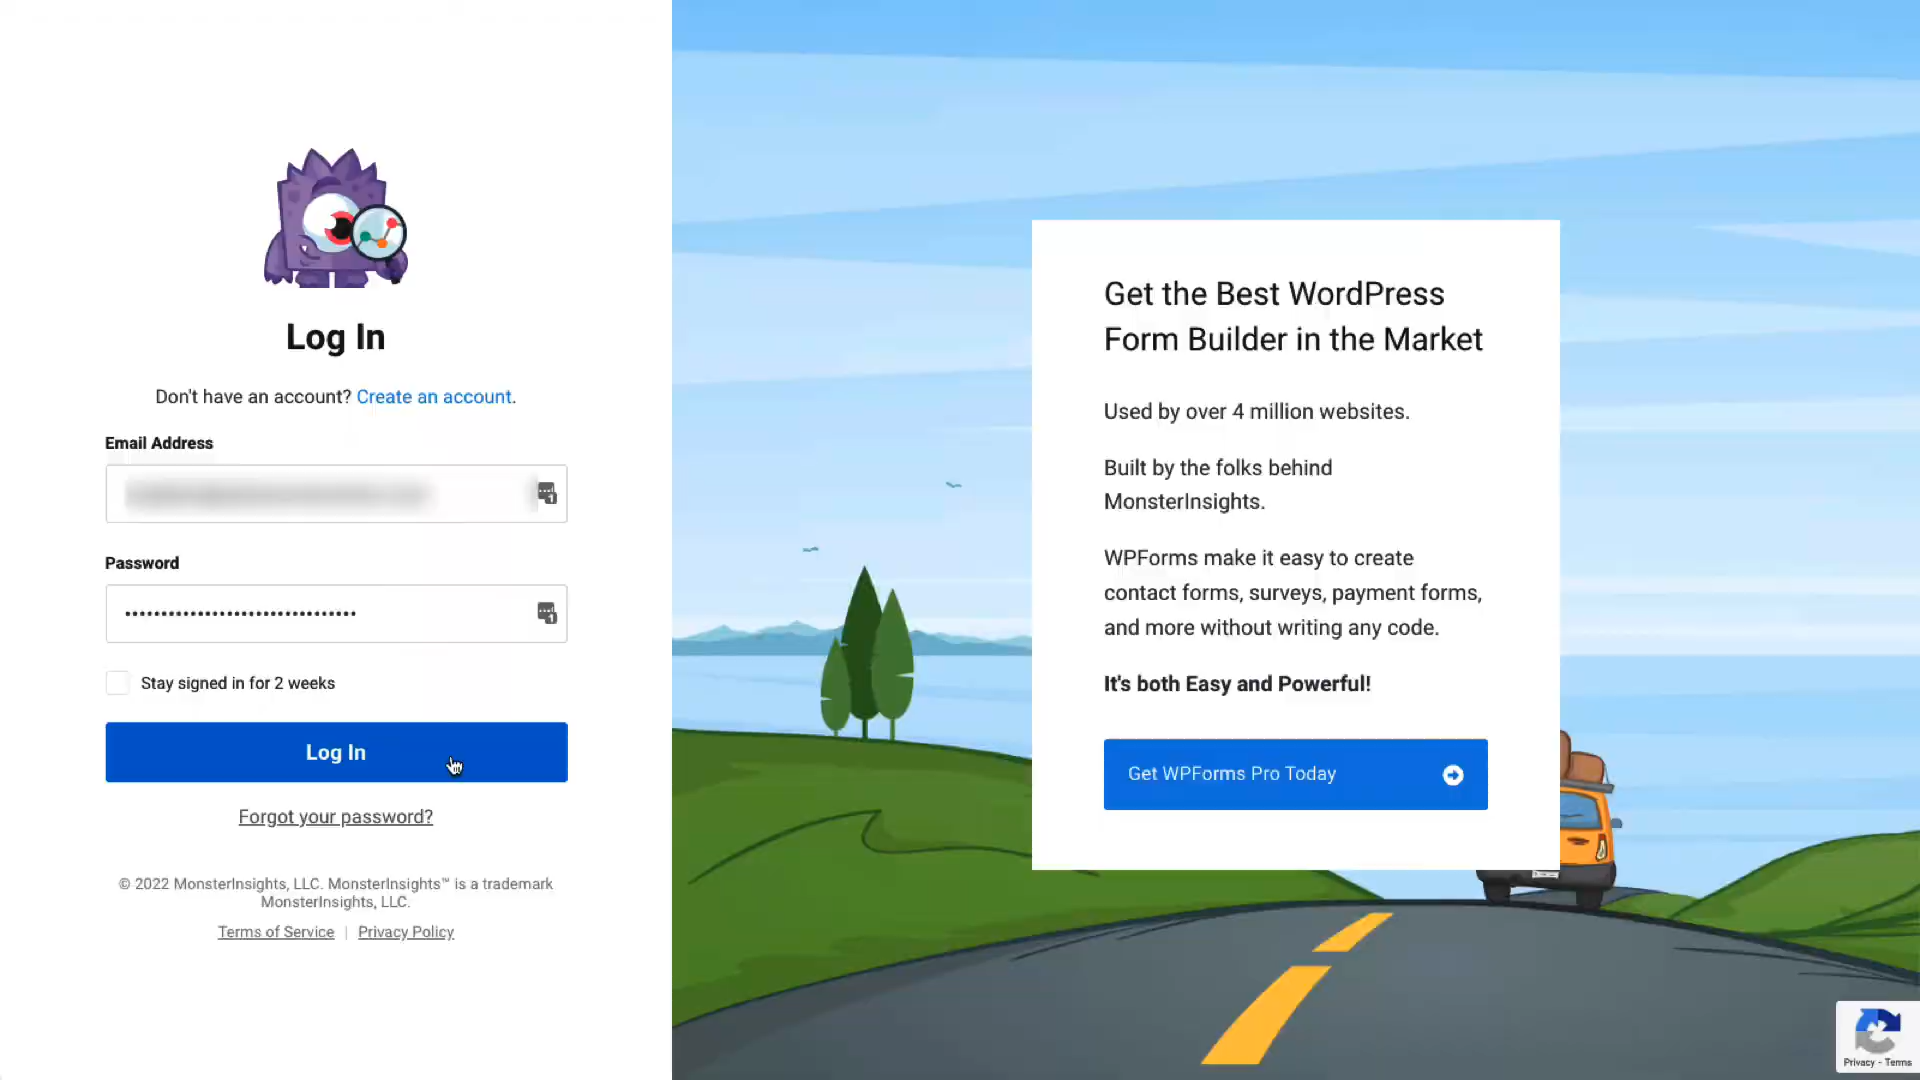 Log In
Don't have an account? Create an account.
Email Address
Password
Stay signed in for 2 weeks
Log In
Forgot your password?
© 2022 MonsterInsights, LLC. MonsterInsights™ is a trademark
MonsterInsights, LLC.
Terms of Service | Privacy Policy
Get the Best WordPress
Form Builder in the Market
Used by over 4 million websites.
Built by the folks behind
MonsterInsights.
WPForms make it easy to create
contact forms, surveys, payment forms,
and more without writing any code.
It's both Easy and Powerful!
Get WPForms Pro Today
Privacy - Terms